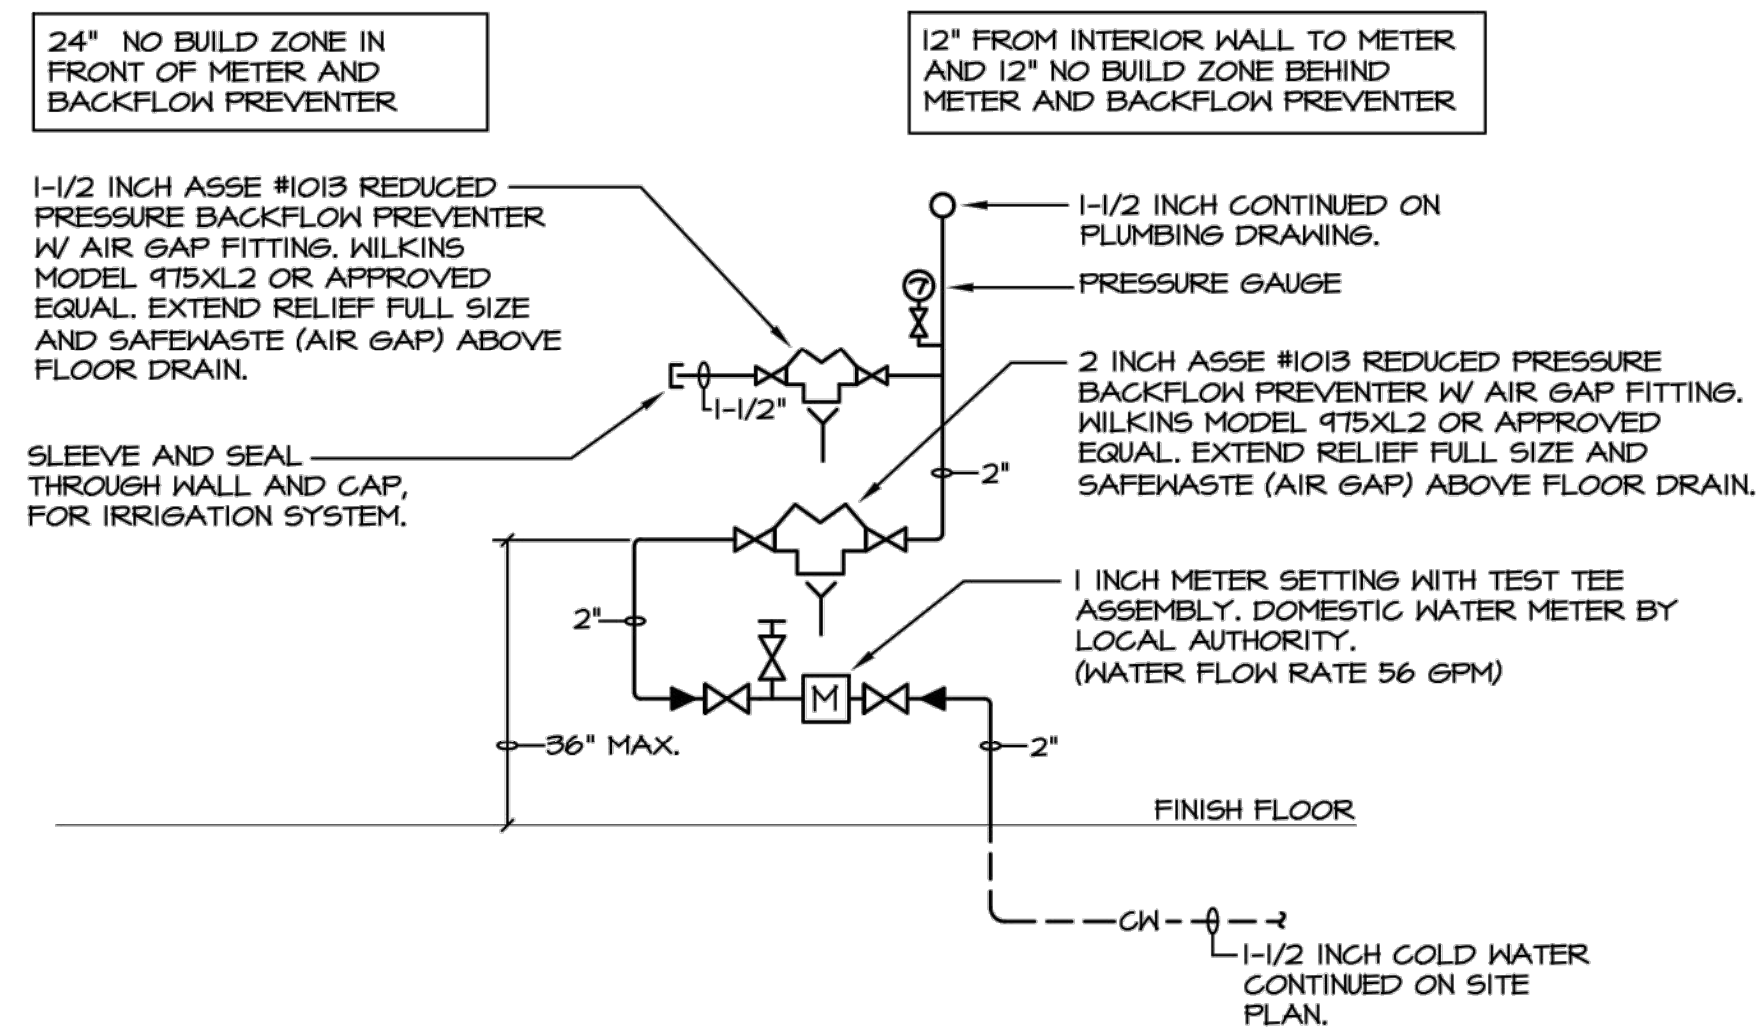 24" NO BUILD ZONE IN
FRONT OF METER AND
BACKFLOW PREVENTER
12" FROM INTERIOR WALL TO METER
AND 12" NO BUILD ZONE BEHIND
METER AND BACKFLOW PREVENTER
1-1/2 INCH ASSE #1013 REDUCED
PRESSURE BACKFLOW PREVENTER
W/ AIR GAP FITTING. WILKINS
MODEL 975XL2 OR APPROVED
EQUAL. EXTEND RELIEF FULL SIZE
AND SAFEWASTE (AIR GAP) ABOVE
FLOOR DRAIN.
1-1/2 INCH CONTINUED ON
PLUMBING DRAWING.
PRESSURE GAUGE
2 INCH ASSE #1013 REDUCED PRESSURE
BACKFLOW PREVENTER W/ AIR GAP FITTING.
WILKINS MODEL 975XL2 OR APPROVED
EQUAL. EXTEND RELIEF FULL SIZE AND
SAFEWASTE (AIR GAP) ABOVE FLOOR DRAIN.
1-1/2"
SLEEVE AND SEAL
THROUGH WALL AND CAP,
FOR IRRIGATION SYSTEM.
2"
1 INCH METER SETTING WITH TEST TEE
ASSEMBLY. DOMESTIC WATER METER BY
LOCAL AUTHORITY.
(WATER FLOW RATE 56 GPM)
2"
M
36" MAX.
2"
FINISH FLOOR
CW
1-1/2 INCH COLD WATER
CONTINUED ON SITE
PLAN.